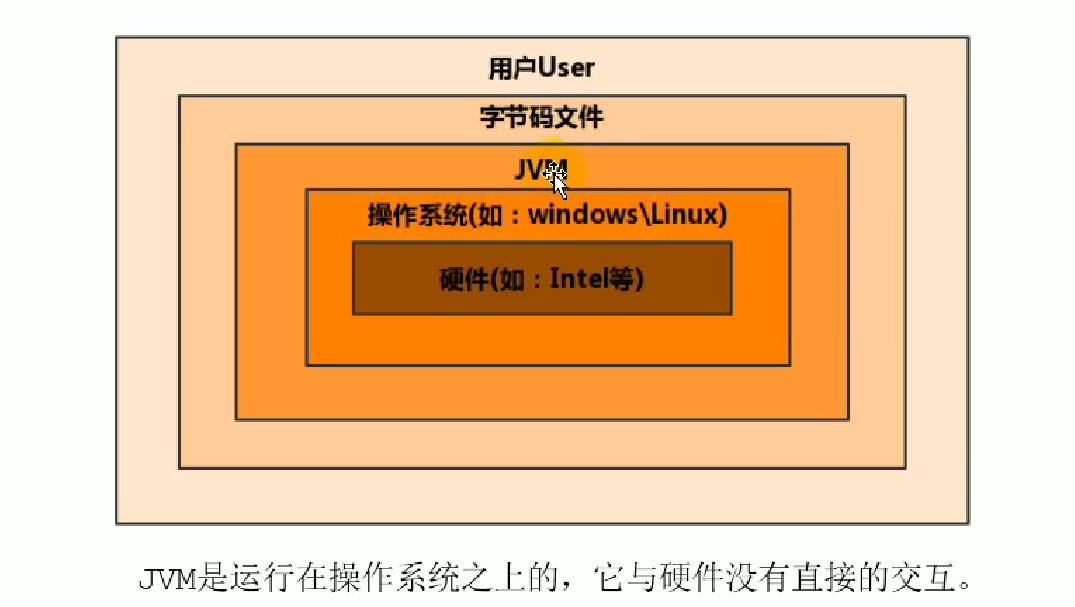 用户User
字节码文件
JVM
操作系统(如：windows\Linux)
硬件(如：Intel等)
JVM是运行在操作系统之上的，它与硬件没有直接的交互。